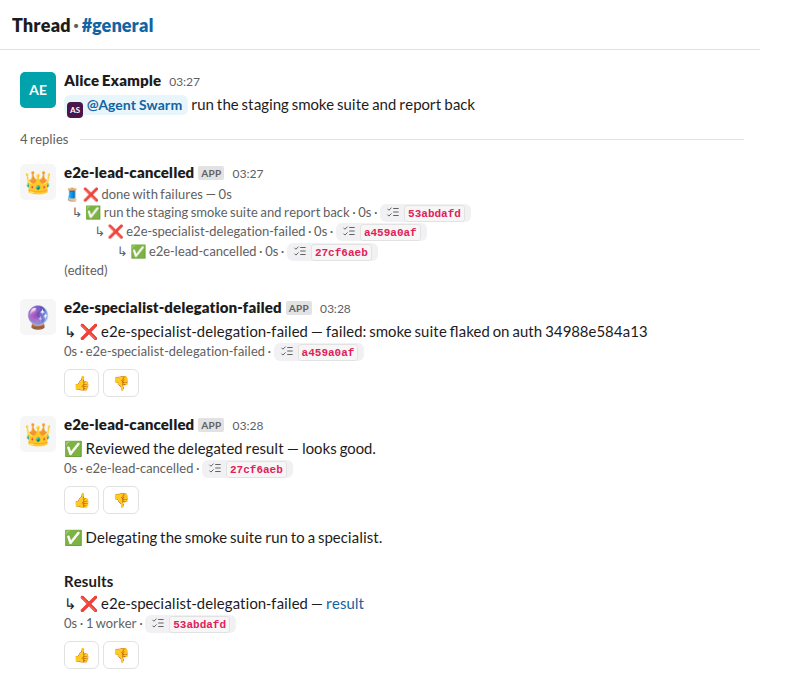 Thread · #general
AE
Alice Example 03:27
AS @Agent Swarm run the staging smoke suite and report back
4 replies
e2e-lead-cancelled APP 03:27
🧵 ❌ done with failures — 0s
↳ ✅ run the staging smoke suite and report back · 0s · 53abdafd
↳ ❌ e2e-specialist-delegation-failed · 0s · a459a0af
↳ ✅ e2e-lead-cancelled · 0s · 27cf6aeb
(edited)
e2e-specialist-delegation-failed APP 03:28
↳ ❌ e2e-specialist-delegation-failed — failed: smoke suite flaked on auth 34988e584a13
0s · e2e-specialist-delegation-failed · a459a0af
👍 👎
e2e-lead-cancelled APP 03:28
✅ Reviewed the delegated result — looks good.
0s · e2e-lead-cancelled · 27cf6aeb
👍 👎
✅ Delegating the smoke suite run to a specialist.
Results
↳ ❌ e2e-specialist-delegation-failed — result
0s · 1 worker · 53abdafd
👍 👎